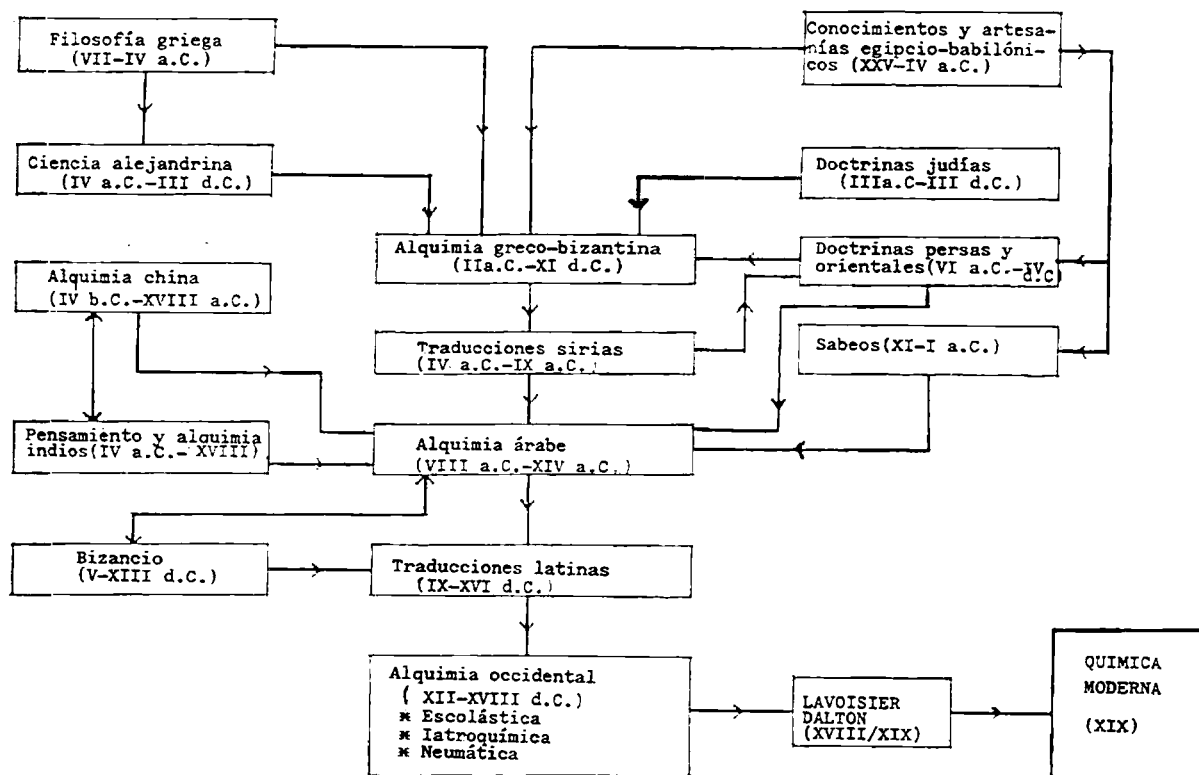 Filosofía griega
(VII-IV a.C.)
Conocimientos y artesa-
nías egipcio-babilóni-
cos (XXV-IV a.C.)
Ciencia alejandrina
(IV a.C.-III d.C.)
Doctrinas judías
(IIIa.C-III d.C.)
Alquimia greco-bizantina
(IIa.C.-XI d.C.)
Doctrinas persas y
orientales(VI a.C.-IV
d.C)
Alquimia china
(IV b.C.-XVIII a.C.)
Traducciones sirias
(IV a.C.-IX a.C.)
Sabeos(XI-I a.C.)
Pensamiento y alquimia
indios(IV a.C.- XVIII)
Alquimia árabe
(VIII a.C.-XIV a.C.)
Bizancio
(V-XIII d.C.)
Traducciones latinas
(IX-XVI d.C.)
Alquimia occidental
( XII-XVIII d.C.)
* Escolástica
* Iatroquímica
* Neumática
LAVOISIER
DALTON
(XVIII/XIX)
QUIMICA
MODERNA
(XIX)